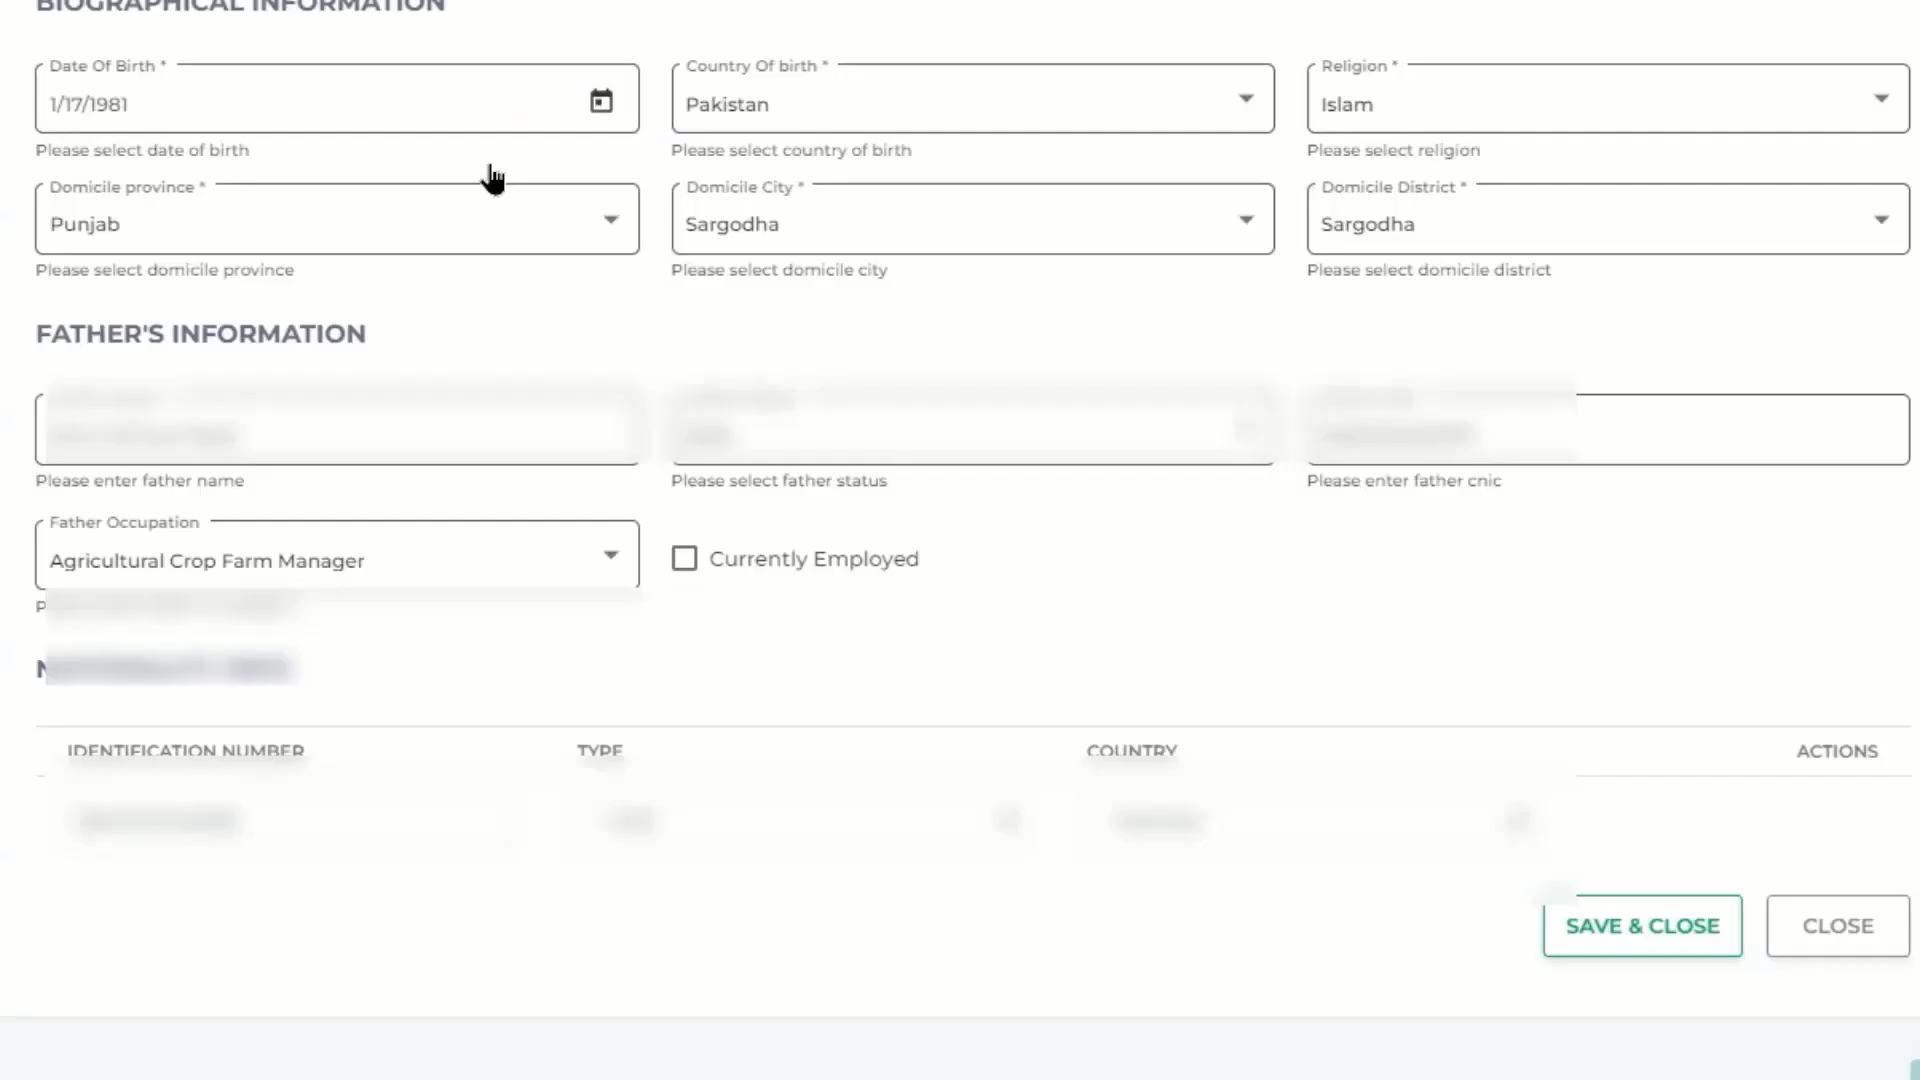 BIOGRAPHICAL INFORMATION
Date Of Birth * Country Of birth * Religion *
1/17/1981 Pakistan Islam
Please select date of birth Please select country of birth Please select religion
Domicile province * Domicile City * Domicile District *
Punjab Sargodha Sargodha
Please select domicile province Please select domicile city Please select domicile district
FATHER'S INFORMATION
Please enter father name Please select father status Please enter father cnic
Father Occupation
Agricultural Crop Farm Manager Currently Employed
IDENTIFICATION NUMBER TYPE COUNTRY ACTIONS
SAVE & CLOSE CLOSE